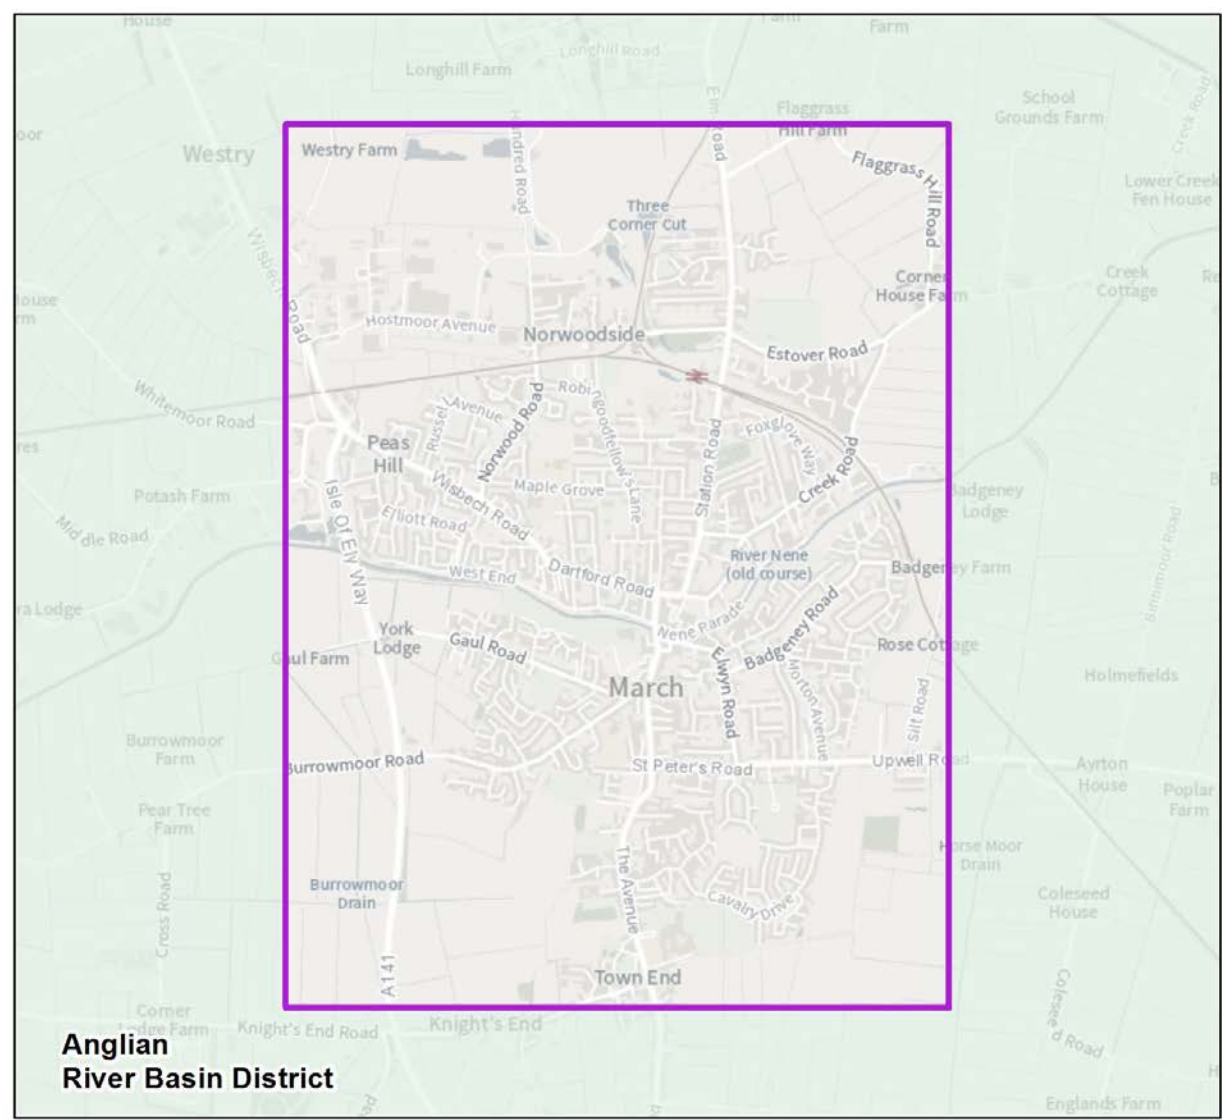 House
Farm
Farm
Longhill Road
Longhill Farm
Elm Road
School
Grounds Farm
Creek Road
Flaggrass
Hill Farm
Westry
Westry Farm
Hundred Road
Flaggrass Hill Road
Lower Creek
Fen House
Three
Corner Cut
Wisbech Road
Corner
House Farm
Creek
Cottage
Hostmoor Avenue
Norwoodside
Estover Road
Whitemoor Road
Robingoodfellow's Lane
Russell Avenue
Norwood Road
Foxglove Way
Peas
Hill
Station Road
Creek Road
Potash Farm
Wisbech Road
Maple Grove
Badgeney
Lodge
Isle Of Ely Way
Elliott Road
Middle Road
River Nene
(old course)
Badgeney Farm
West End
Dartford Road
Binnimoor Road
Nene Parade
Badgeney Road
York
Lodge
Gaul Road
Gaul Farm
Rose Cottage
Elwyn Road
Morton Avenue
March
Silt Road
Holmefields
Burrowmoor
Farm
Burrowmoor Road
St Peter's Road
Upwell Road
Ayrton
House
Poplar
Farm
Pear Tree
Farm
Horse Moor
Drain
The Avenue
Burrowmoor
Drain
Cross Road
Cavalry Drive
Coleseed
House
A141
Town End
Coleseed Road
Corner
Lodge Farm
Knight's End Road
Knight's End
Anglian
River Basin District
Englands Farm